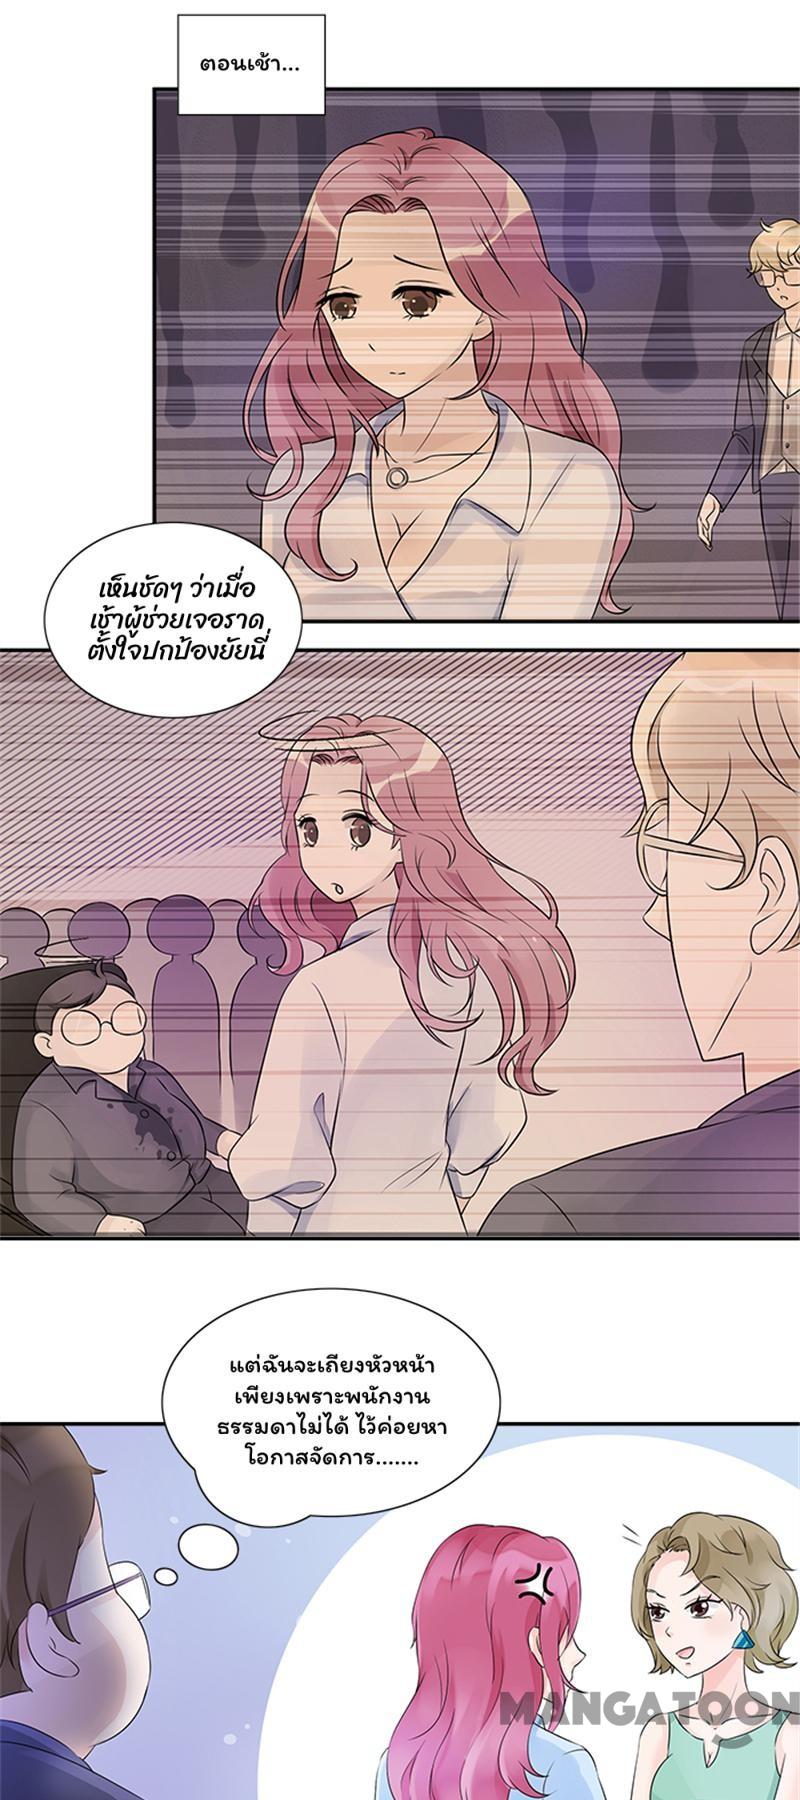 ตอนเช้า...
เห็นชัดๆ ว่าเมื่อ
เช้าผู้ช่วยเจอราด
ตั้งใจปกป้องยัยนี่
แต่ฉันจะเถียงหัวหน้า
เพียงเพราะพนักงาน
ธรรมดาไม่ได้ ไว้ค่อยหา
โอกาสจัดการ.......
MANGATOON